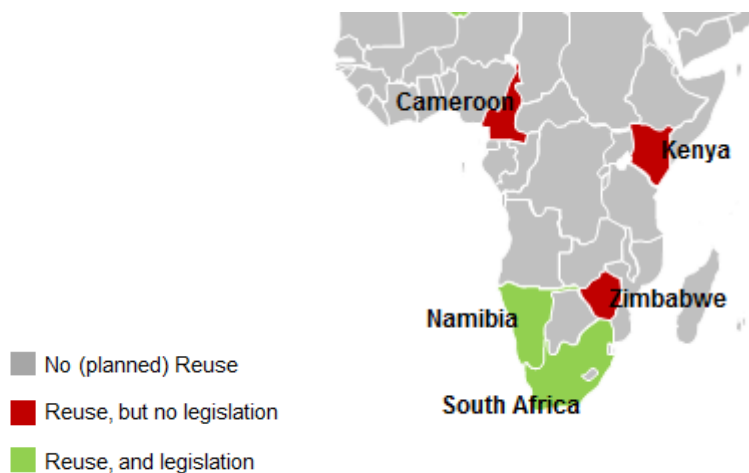 Cameroon
Kenya
Zimbabwe
Namibia
No (planned) Reuse
Reuse, but no legislation
South Africa
Reuse, and legislation